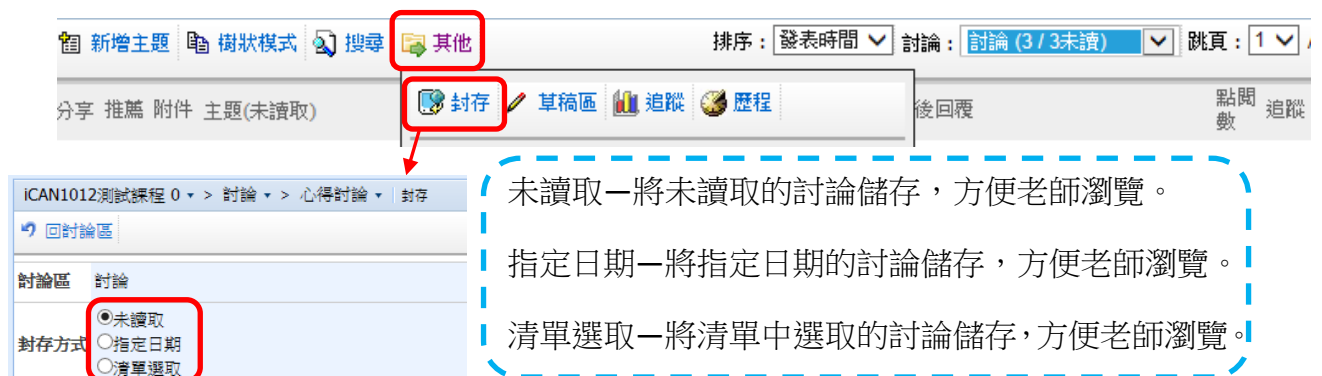 新增主題 樹狀模式 搜尋 其他 排序：發表時間 討論：討論 (3 / 3未讀) 跳頁：1 /
分享 推薦 附件 主題(未讀取) 後回覆 點閱數 追蹤
封存 草稿區 追蹤 歷程
iCAN1012測試課程 0 > 討論 > 心得討論 | 封存
回討論區
討論區 討論
封存方式
未讀取
指定日期
清單選取
未讀取－將未讀取的討論儲存，方便老師瀏覽。
指定日期－將指定日期的討論儲存，方便老師瀏覽。
清單選取－將清單中選取的討論儲存，方便老師瀏覽。